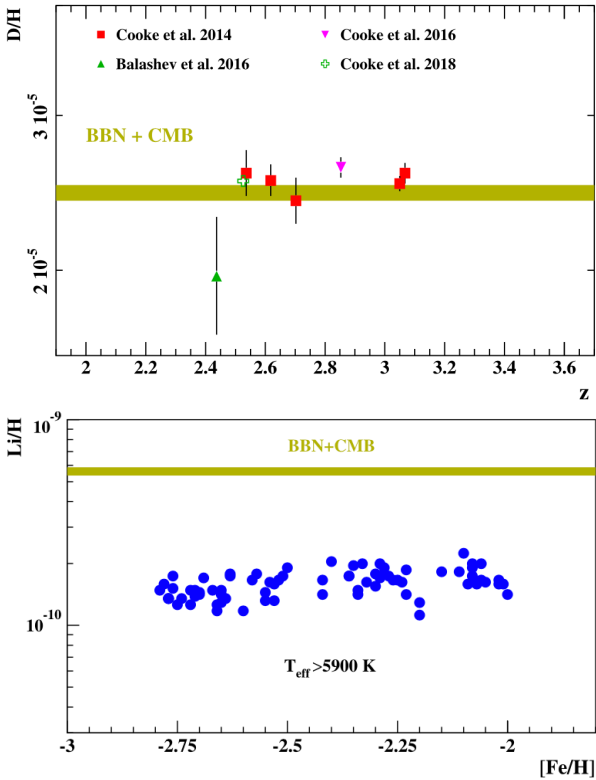 D/H
Cooke et al. 2014
Cooke et al. 2016
Balashev et al. 2016
Cooke et al. 2018
3 10-5
BBN + CMB
2 10-5
2 2.2 2.4 2.6 2.8 3 3.2 3.4 3.6
z
Li/H
10-9
BBN+CMB
10-10
Teff >5900 K
-3 -2.75 -2.5 -2.25 -2
[Fe/H]